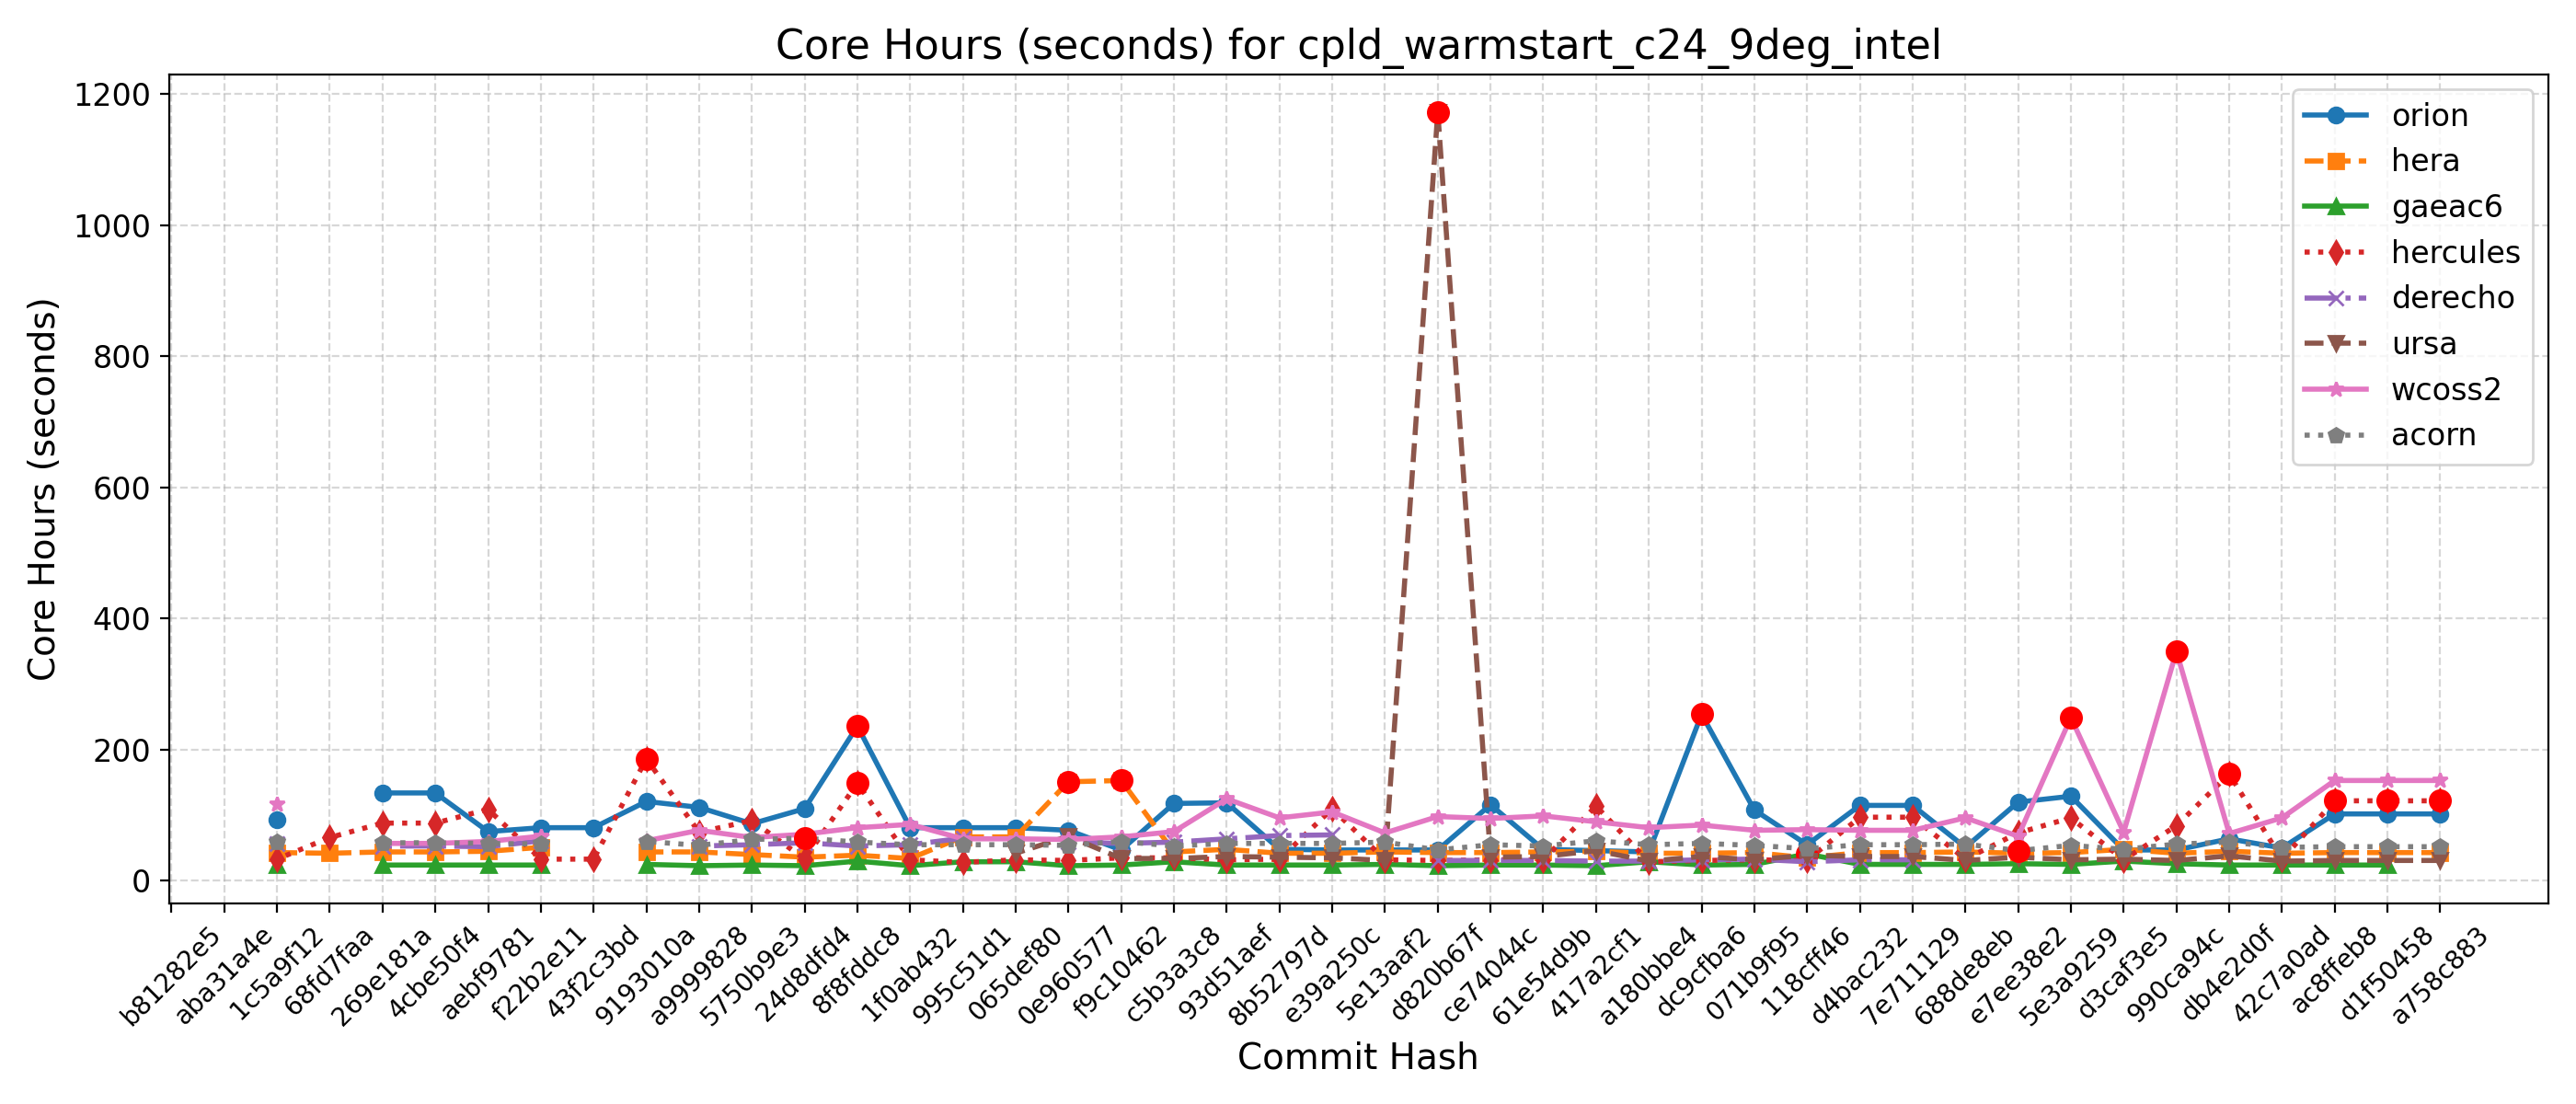 Core Hours (seconds) for cpld_warmstart_c24_9deg_intel
Core Hours (seconds)
1200
1000
800
600
400
200
0
orion
hera
gaeac6
hercules
derecho
ursa
wcoss2
acorn
b81282e5
aba31a4e
1c5a9f12
68fd7faa
269e181a
4cbe50f4
aebf9781
f22b2e11
43f2c3bd
9193010a
a9999828
5750b9e3
24d8dfd4
8f8fddc8
1f0ab432
995c51d1
065def80
0e960577
f9c10462
c5b3a3c8
93d51aef
8b52797d
e39a250c
5e13aaf2
d820b67f
ce74044c
61e54d9b
417a2cf1
a180bbe4
dc9cfba6
071b9f95
118cff46
d4bac232
7e711129
688de8eb
e7ee38e2
5e3a9259
d3caf3e5
990ca94c
db4e2d0f
42c7a0ad
ac8ffeb8
d1f50458
a758c883
Commit Hash